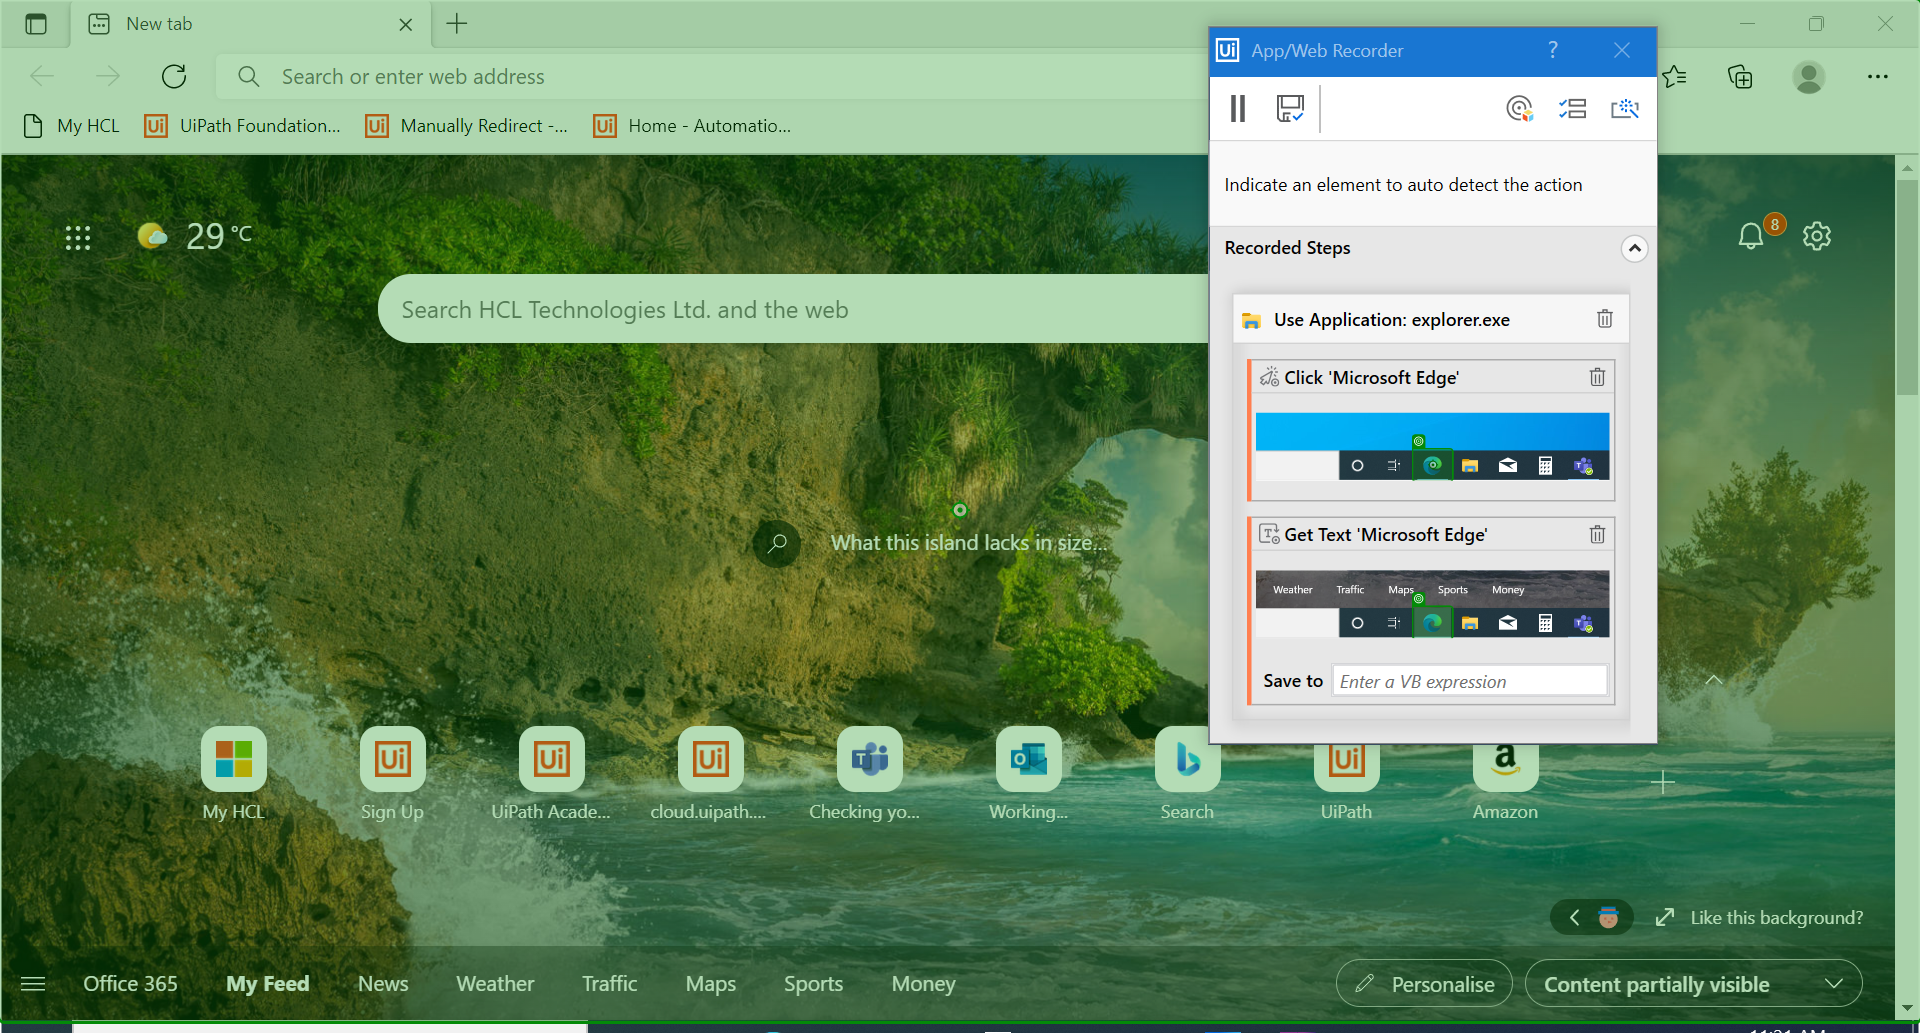 New tab
Search or enter web address
My HCL
UiPath Foundation...
Manually Redirect -...
Home - Automatio...
29 °C
Search HCL Technologies Ltd. and the web
What this island lacks in size...
My HCL
Sign Up
UiPath Acade...
cloud.uipath....
Checking yo...
Working...
Search
UiPath
Amazon
8
Like this background?
Office 365
My Feed
News
Weather
Traffic
Maps
Sports
Money
Personalise
Content partially visible
Ui App/Web Recorder ?
Indicate an element to auto detect the action
Recorded Steps
Use Application: explorer.exe
Click 'Microsoft Edge'
Get Text 'Microsoft Edge'
Weather Traffic Maps Sports Money
Save to Enter a VB expression